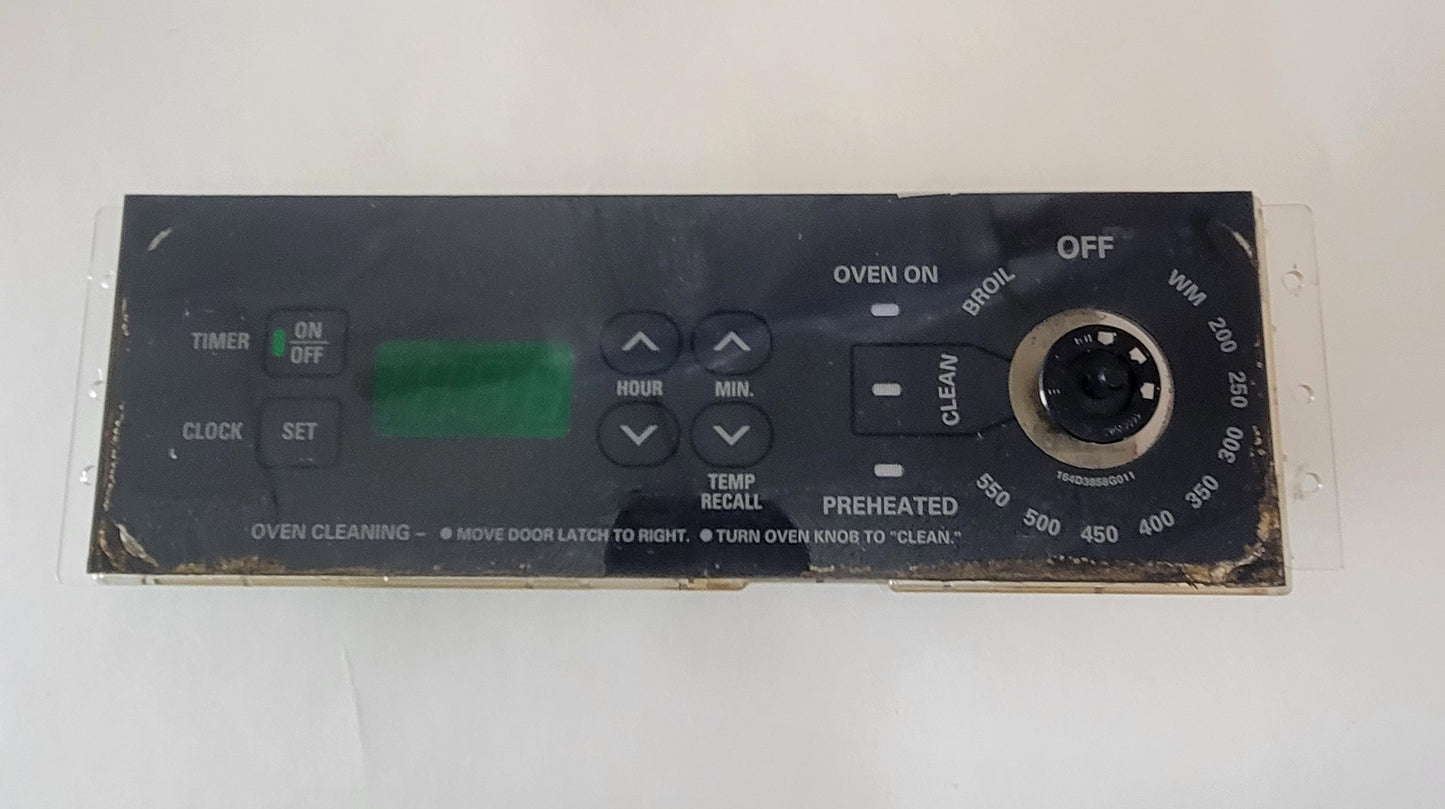 OFF
OVEN ON
BROIL
WM
200
250
300
350
400
450
500
550
TIMER
ON
OFF
HOUR
MIN.
CLEAN
CLOCK
SET
TEMP
RECALL
PREHEATED
164D3858G011
OVEN CLEANING – ● MOVE DOOR LATCH TO RIGHT. ● TURN OVEN KNOB TO "CLEAN."